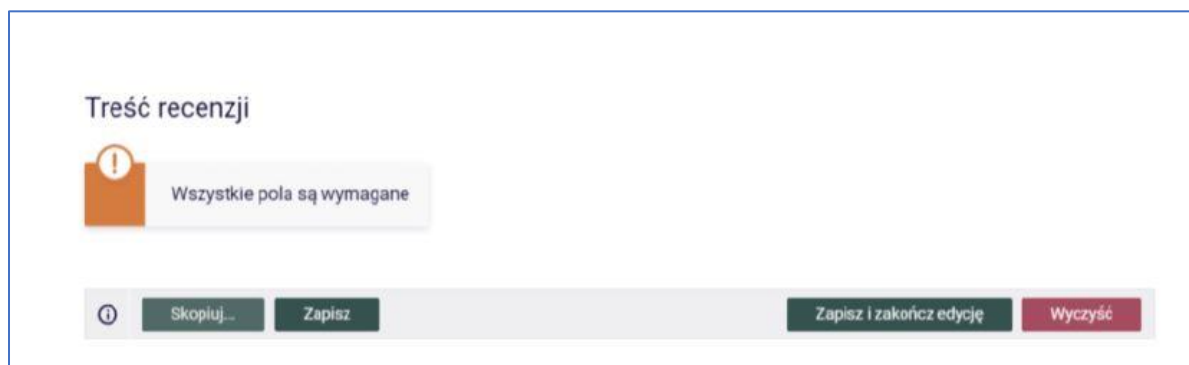 Treść recenzji
Wszystkie pola są wymagane
Skopiuj... Zapisz Zapisz i zakończ edycję Wyczyść